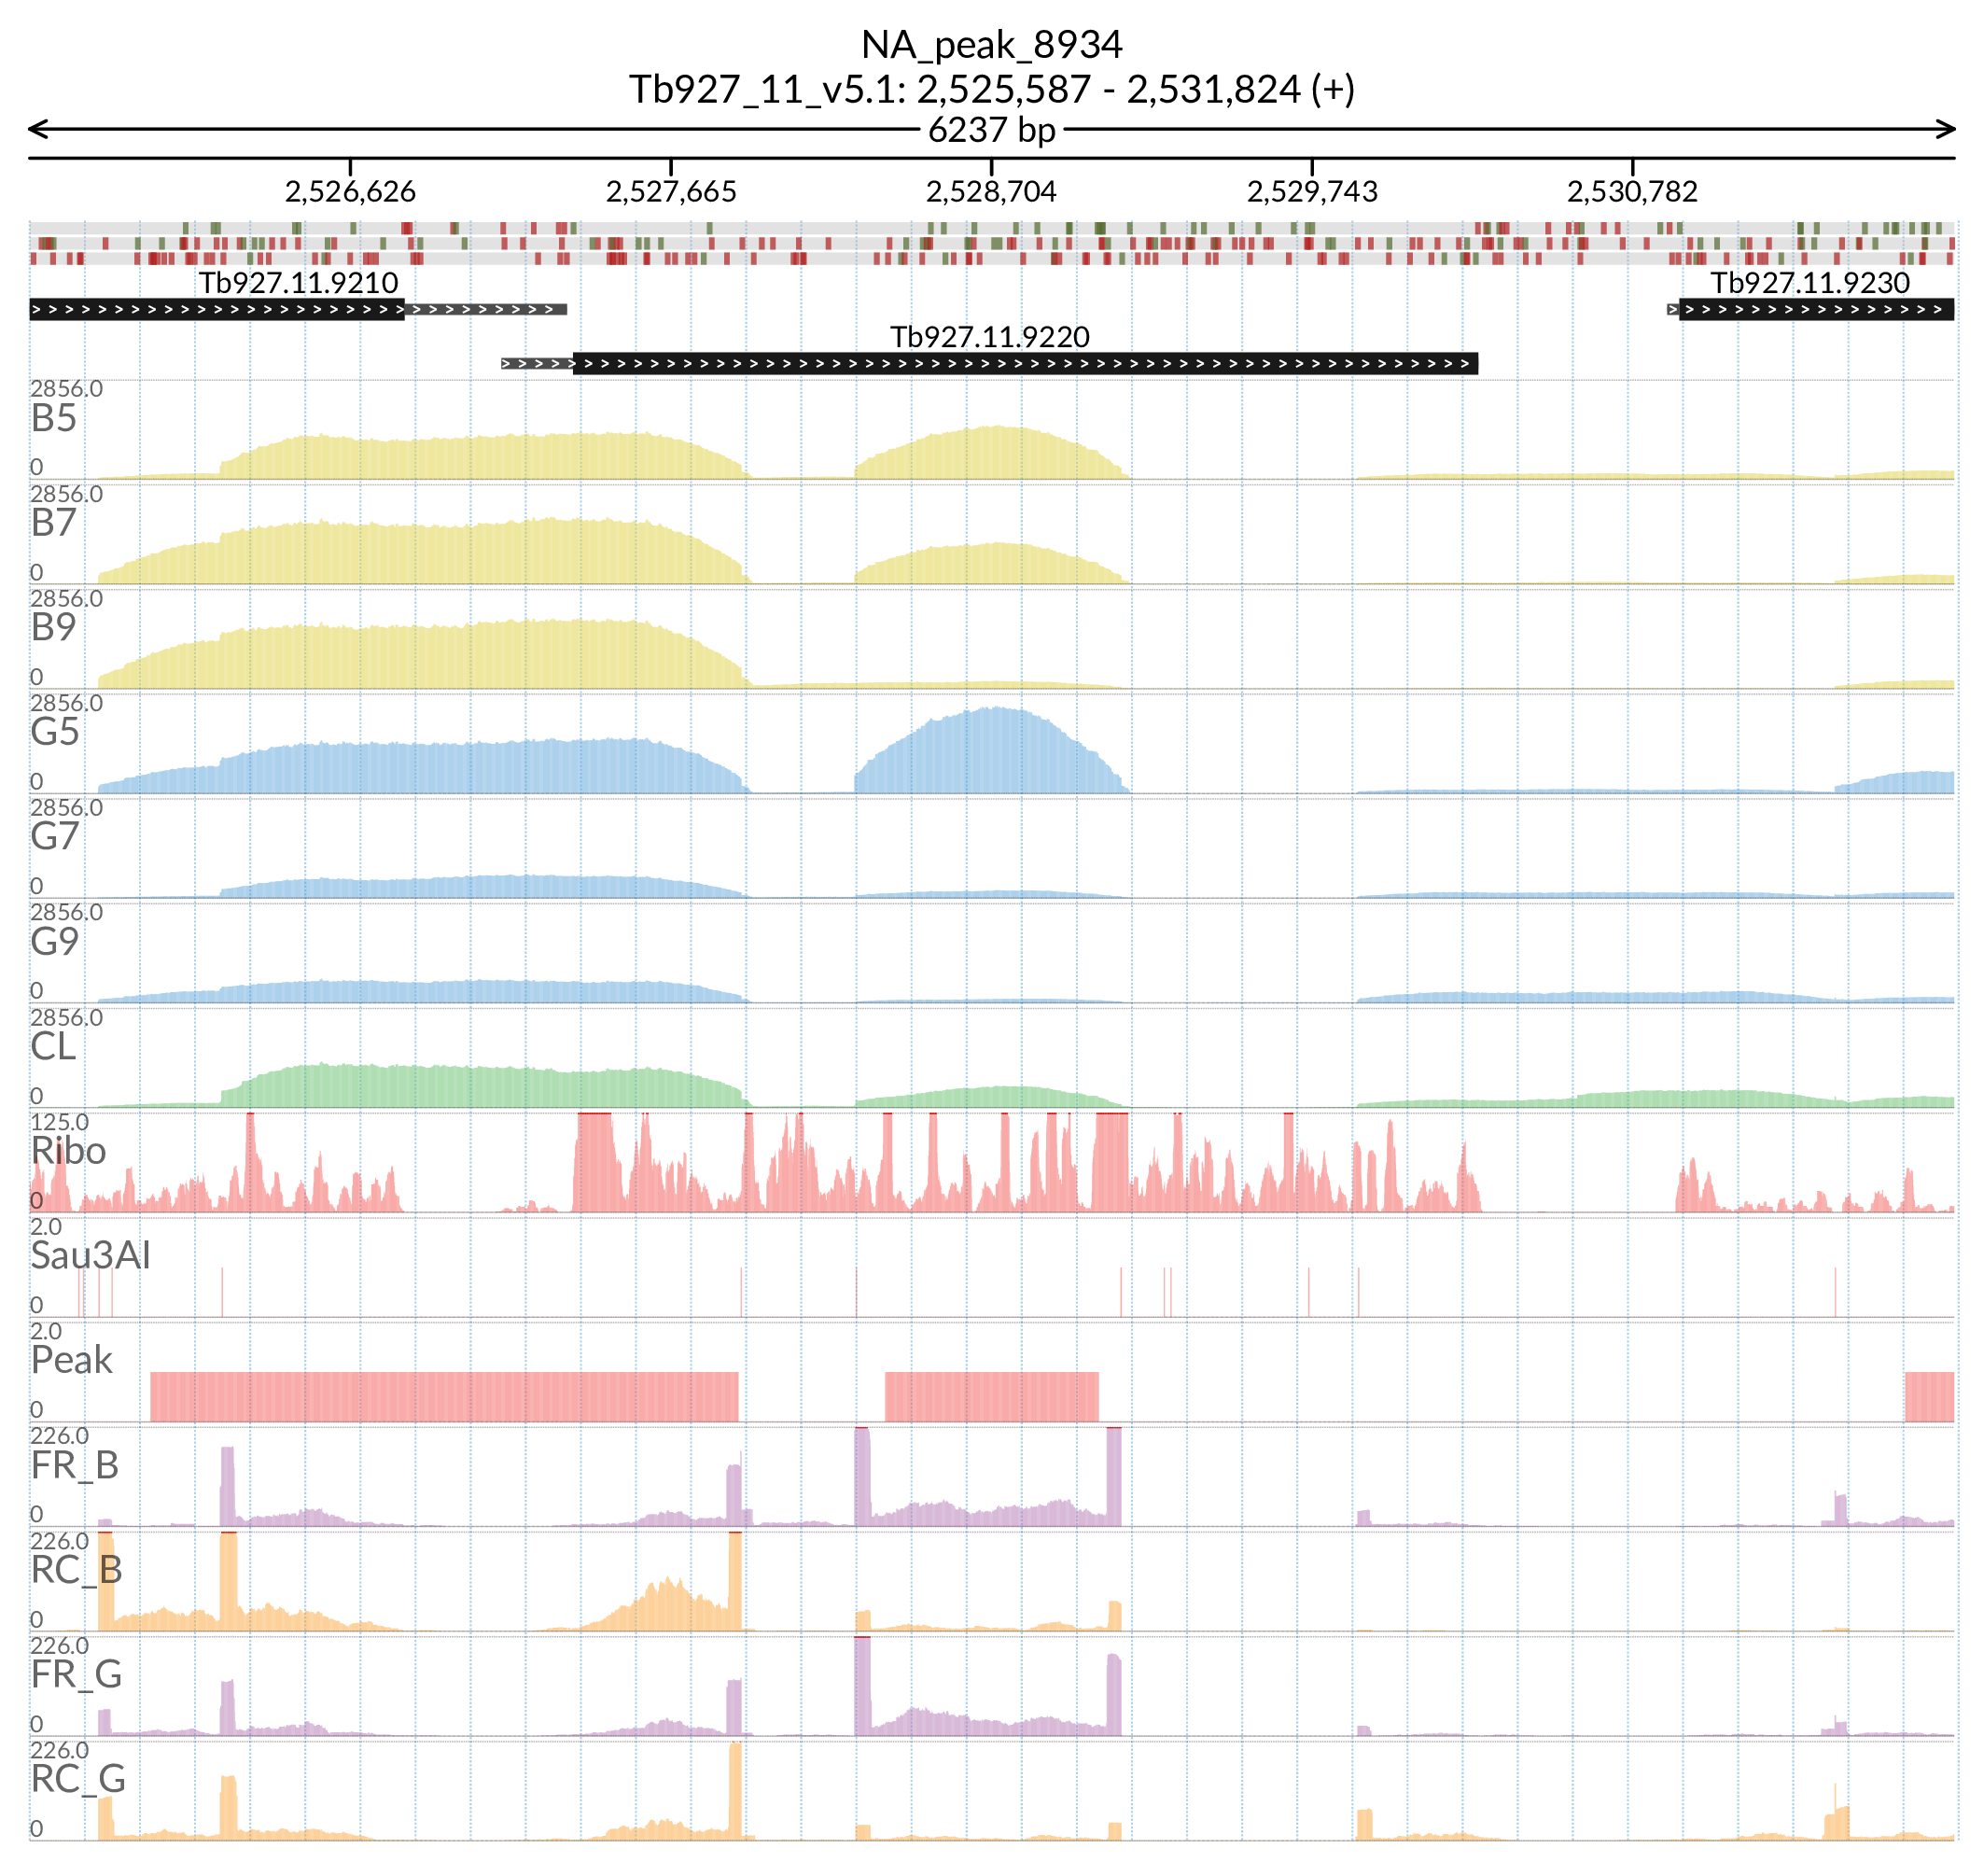 NA_peak_8934
Tb927_11_v5.1: 2,525,587 - 2,531,824 (+)
6237 bp
2,526,626 2,527,665 2,528,704 2,529,743 2,530,782
Tb927.11.9210 Tb927.11.9230
Tb927.11.9220
2856.0
B5
0
2856.0
B7
0
2856.0
B9
0
2856.0
G5
0
2856.0
G7
0
2856.0
G9
0
2856.0
CL
0
125.0
Ribo
0
2.0
Sau3AI
0
2.0
Peak
0
226.0
FR_B
0
226.0
RC_B
0
226.0
FR_G
0
226.0
RC_G
0